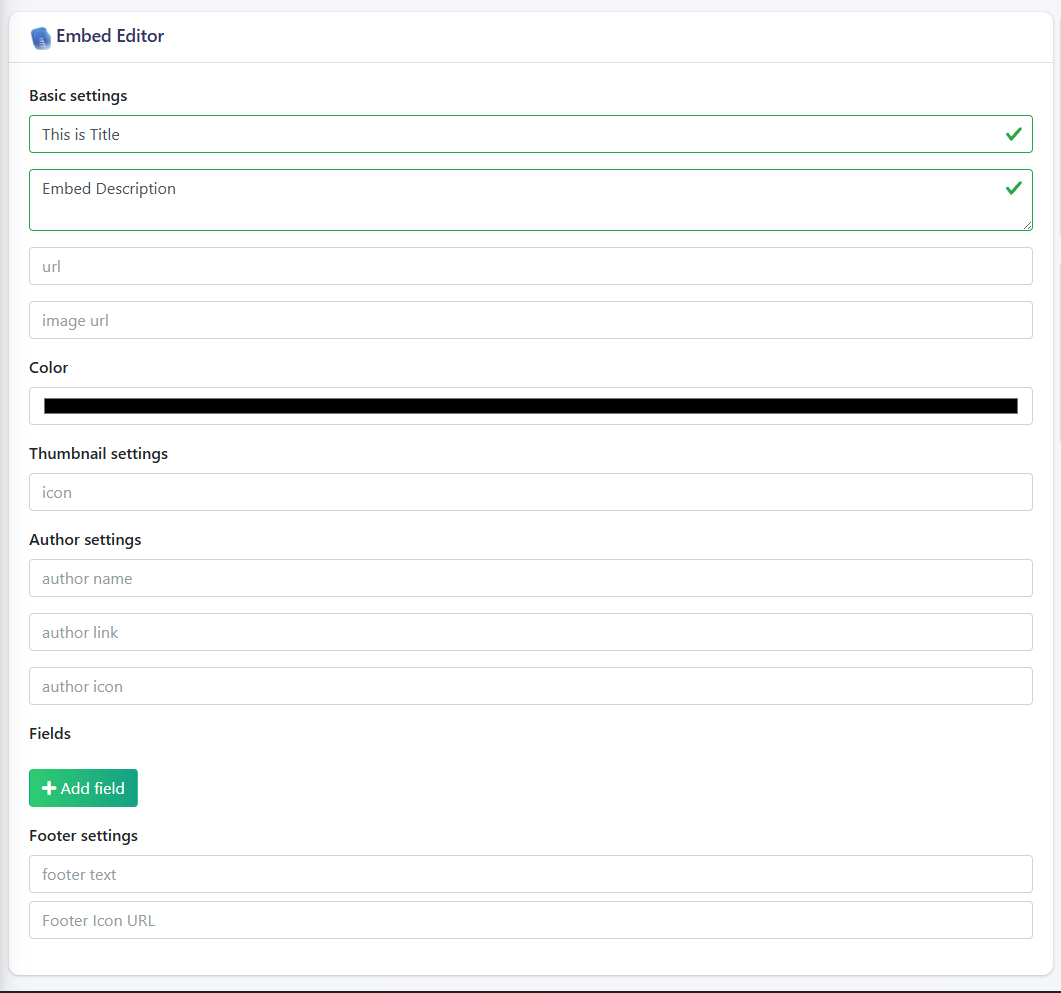 Embed Editor
Basic settings
This is Title
Embed Description
url
image url
Color
Thumbnail settings
icon
Author settings
author name
author link
author icon
Fields
Add field
Footer settings
footer text
Footer Icon URL